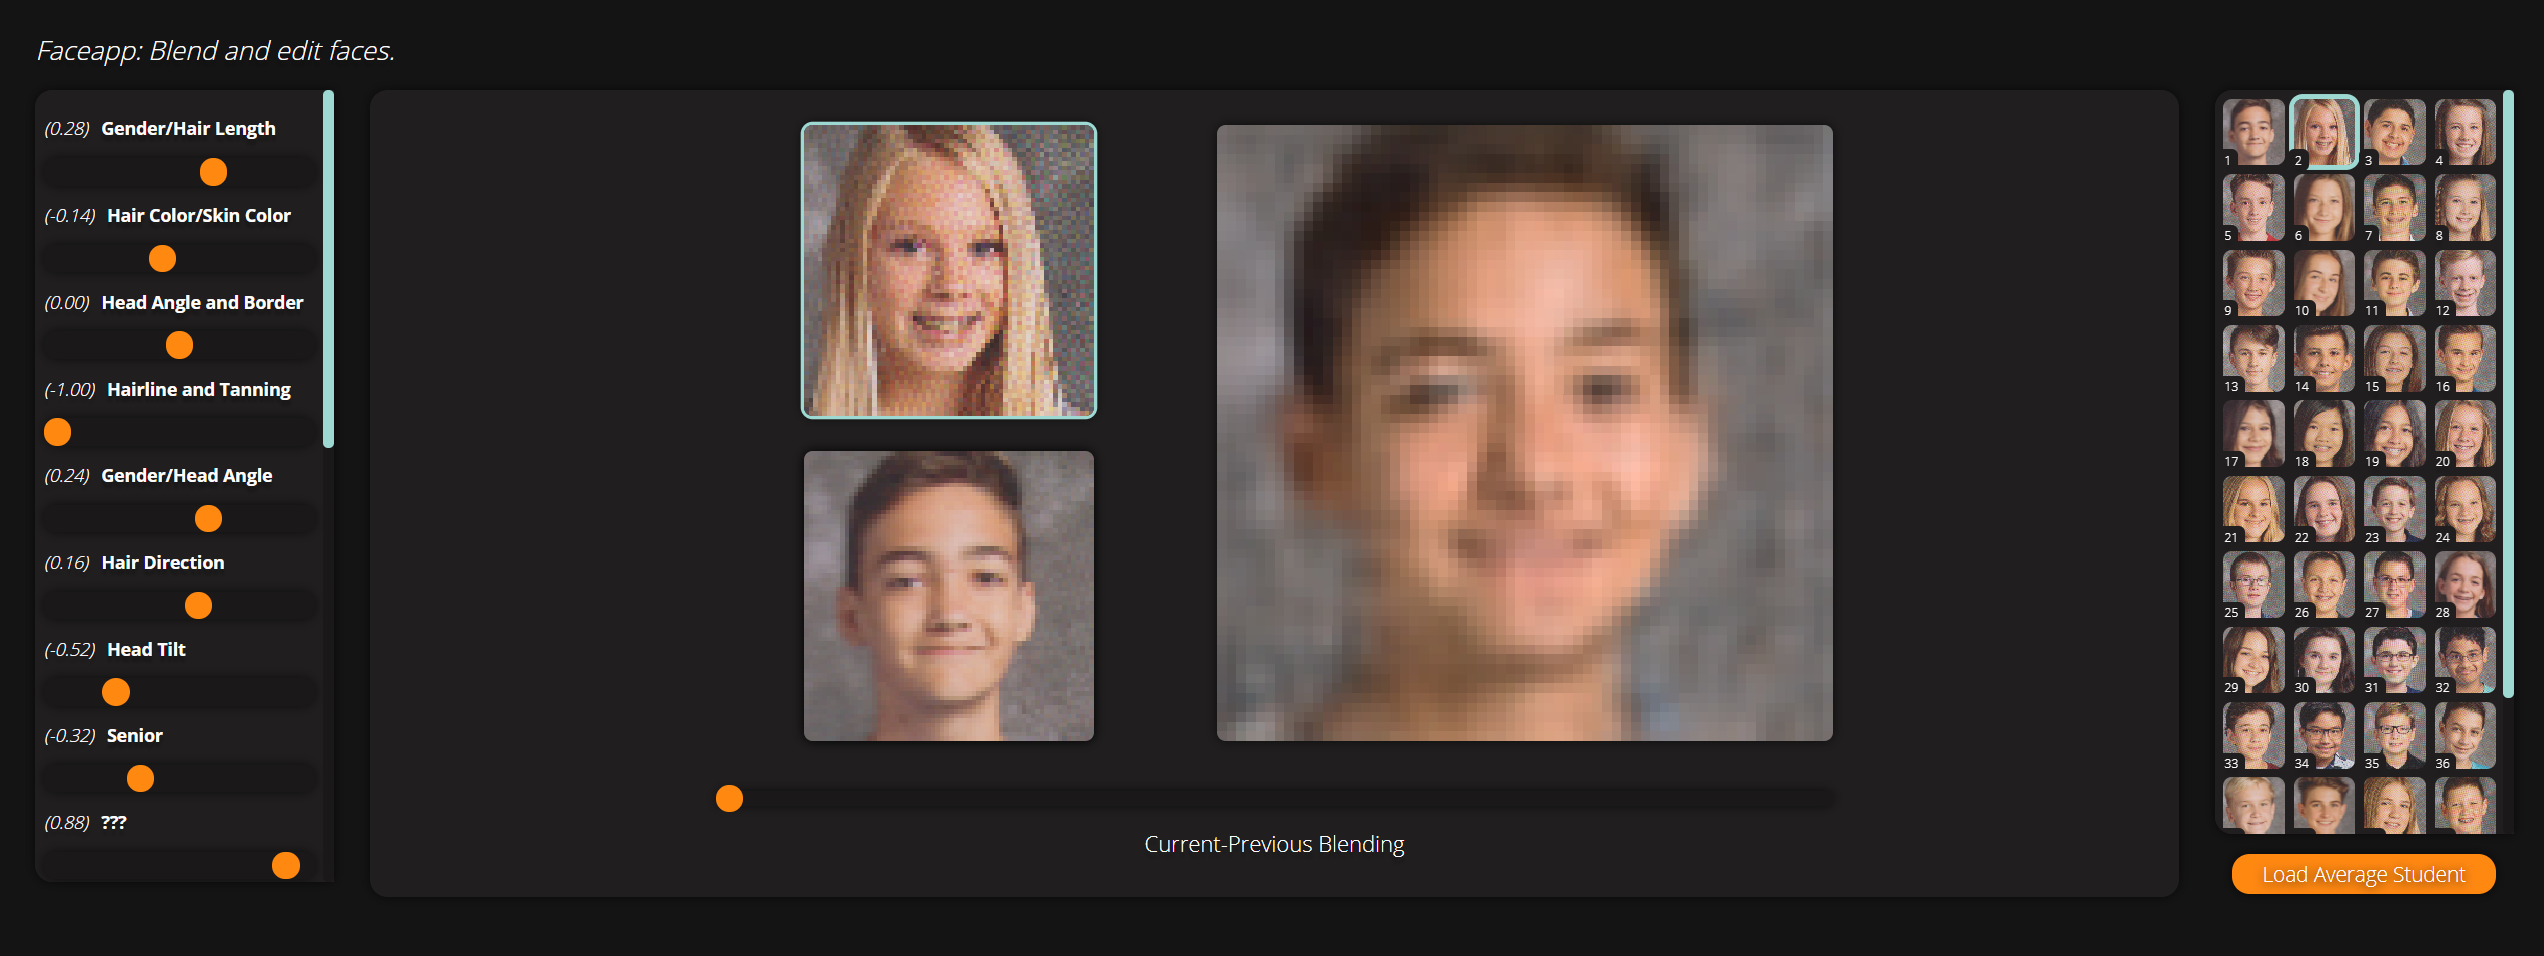 Faceapp: Blend and edit faces.
(0.28) Gender/Hair Length
(-0.14) Hair Color/Skin Color
(0.00) Head Angle and Border
(-1.00) Hairline and Tanning
(0.24) Gender/Head Angle
(0.16) Hair Direction
(-0.52) Head Tilt
(-0.32) Senior
(0.88) ???
Current-Previous Blending
1 2 3 4
5 6 7 8
9 10 11 12
13 14 15 16
17 18 19 20
21 22 23 24
25 26 27 28
29 30 31 32
33 34 35 36
Load Average Student